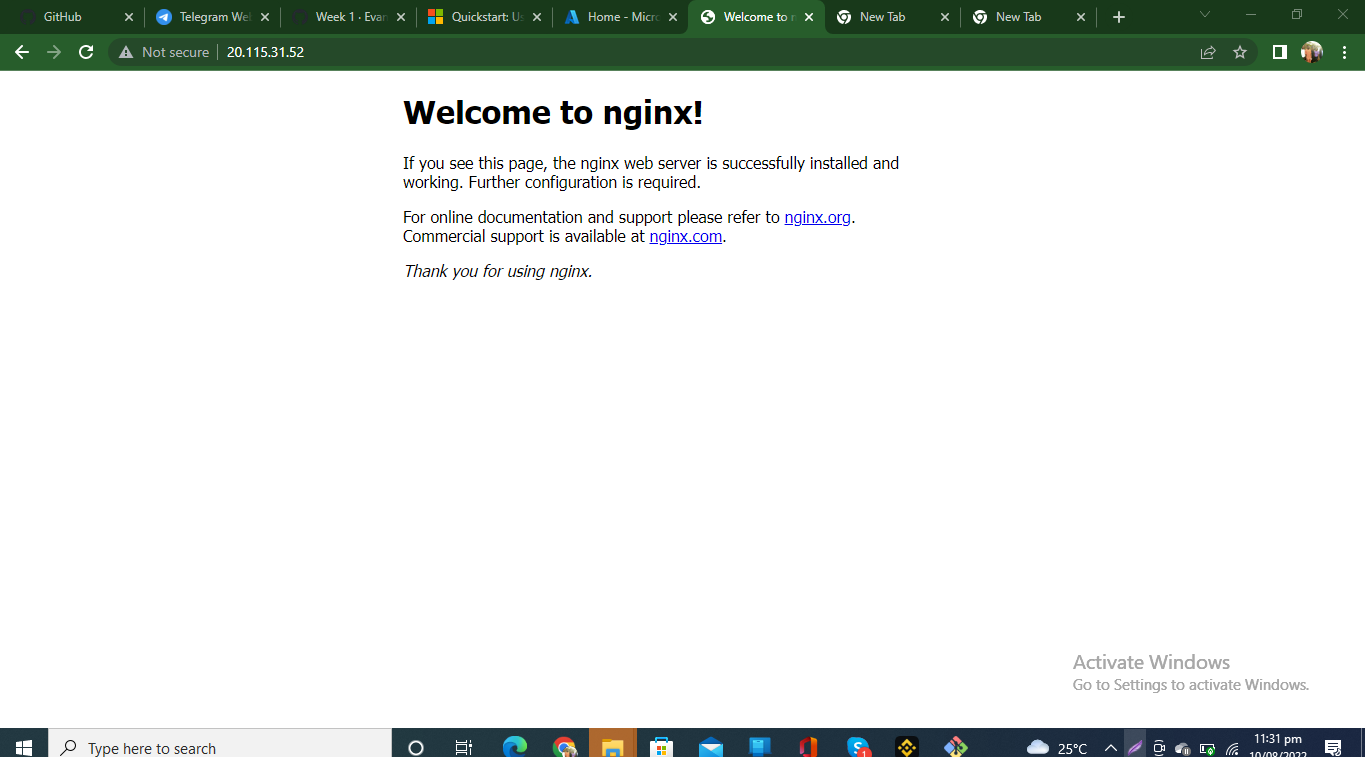 GitHub
Telegram We
Week 1 · Evan
Quickstart: Us
Home - Micro
Welcome to n
New Tab
New Tab
Not secure
20.115.31.52
Welcome to nginx!
If you see this page, the nginx web server is successfully installed and
working. Further configuration is required.
For online documentation and support please refer to nginx.org.
Commercial support is available at nginx.com.
Thank you for using nginx.
Activate Windows
Go to Settings to activate Windows.
Type here to search
1
25°C
11:31 pm
10/08/2022